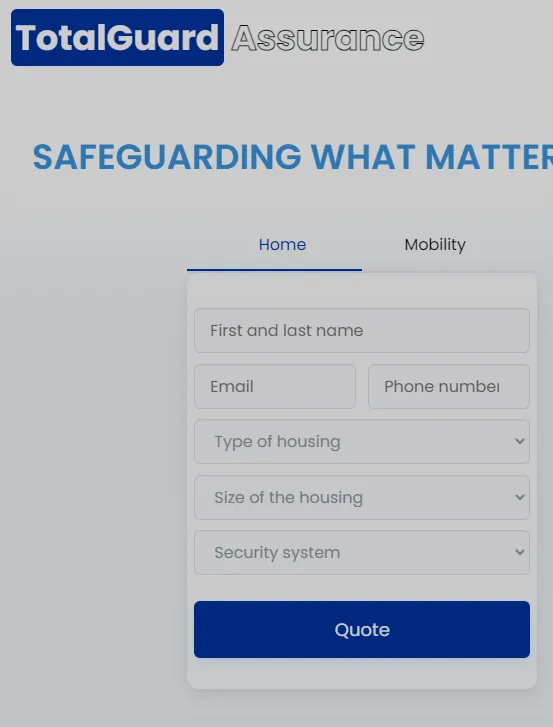 TotalGuard Assurance
SAFEGUARDING WHAT MATTER
Home Mobility
First and last name
Email Phone number
Type of housing
Size of the housing
Security system
Quote